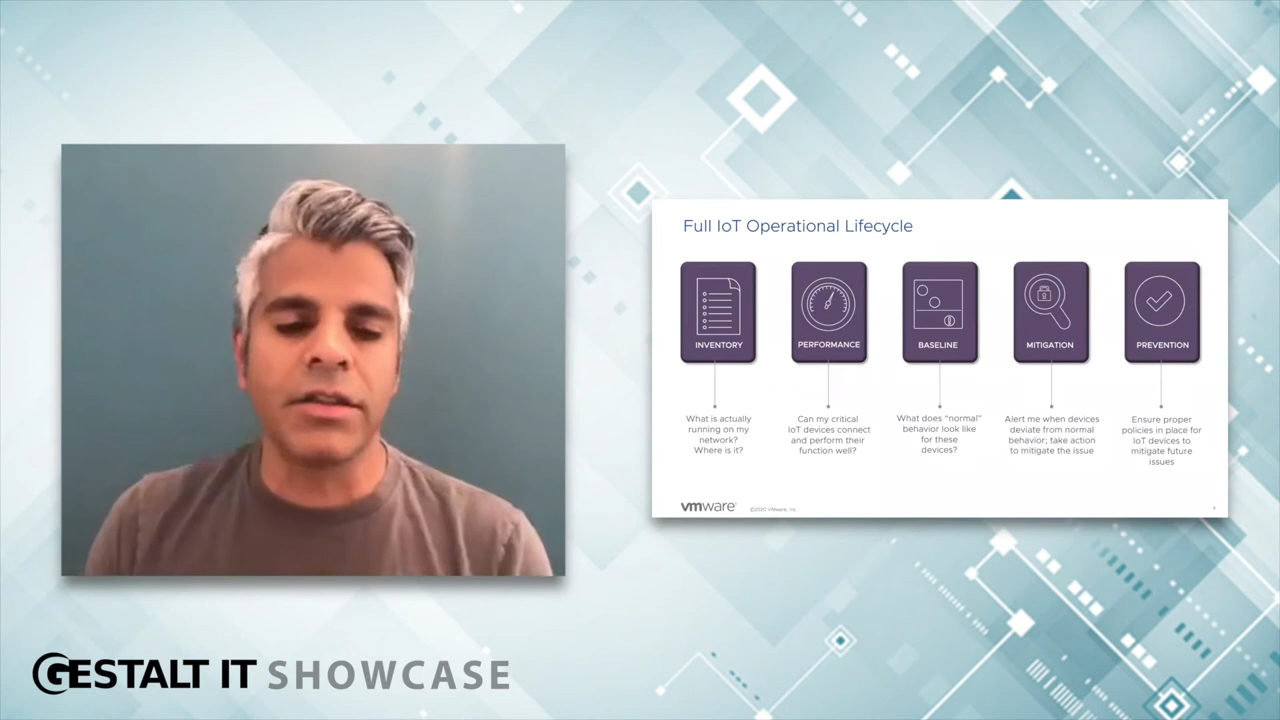 Full IoT Operational Lifecycle
INVENTORY
PERFORMANCE
BASELINE
MITIGATION
PREVENTION
What is actually
running on my
network?
Where is it?
Can my critical
IoT devices connect
and perform their
function well?
What does “normal”
behavior look like
for these
devices?
Alert me when devices
deviate from normal
behavior; take action
to mitigate the issue
Ensure proper
policies in place for
IoT devices to
mitigate future
issues
vmware®
©2020 VMware, Inc.
GESTALT IT SHOWCASE